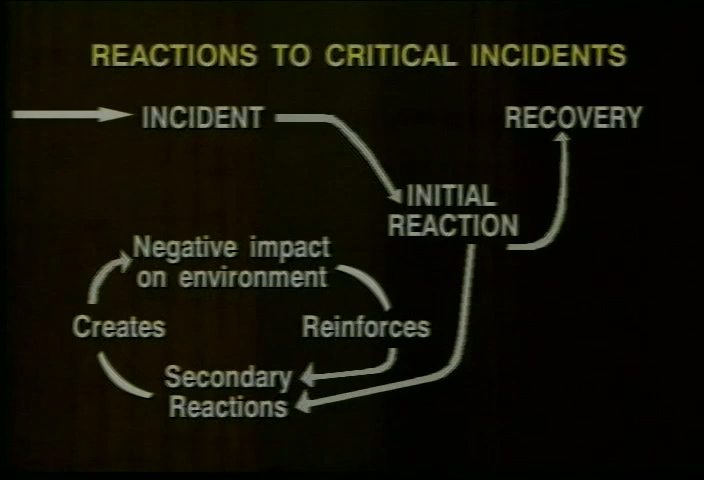 REACTIONS TO CRITICAL INCIDENTS
INCIDENT
RECOVERY
INITIAL
REACTION
Negative impact
on environment
Creates
Reinforces
Secondary
Reactions